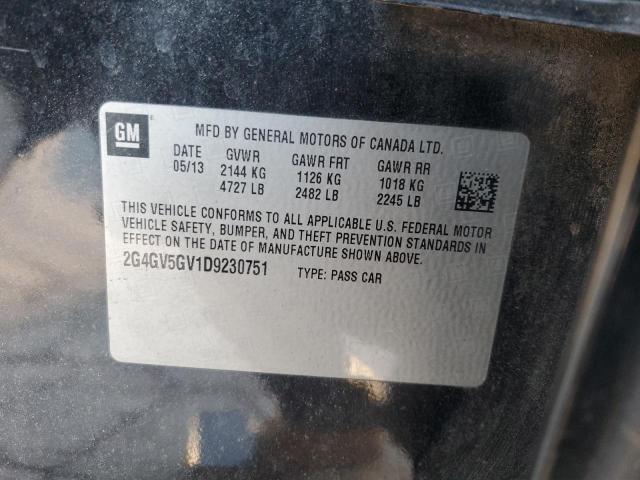 GM
MFD BY GENERAL MOTORS OF CANADA LTD.
DATE GVWR GAWR FRT GAWR RR
05/13 2144 KG 1126 KG 1018 KG
4727 LB 2482 LB 2245 LB
THIS VEHICLE CONFORMS TO ALL APPLICABLE U.S. FEDERAL MOTOR
VEHICLE SAFETY, BUMPER, AND THEFT PREVENTION STANDARDS IN
EFFECT ON THE DATE OF MANUFACTURE SHOWN ABOVE.
2G4GV5GV1D9230751 TYPE: PASS CAR